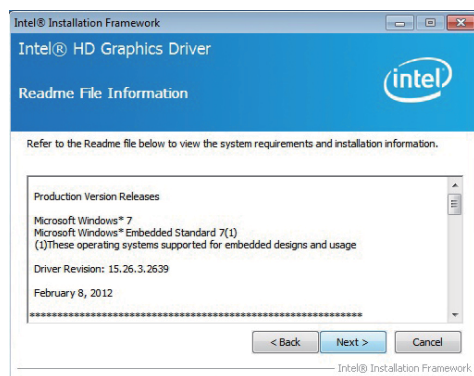 Intel® Installation Framework
Intel® HD Graphics Driver
Readme File Information
intel
Refer to the Readme file below to view the system requirements and installation information.
Production Version Releases
Microsoft Windows* 7
Microsoft Windows* Embedded Standard 7(1)
(1)These operating systems supported for embedded designs and usage
Driver Revision: 15.26.3.2639
February 8, 2012
************************************************************
< Back Next > Cancel
Intel® Installation Framework